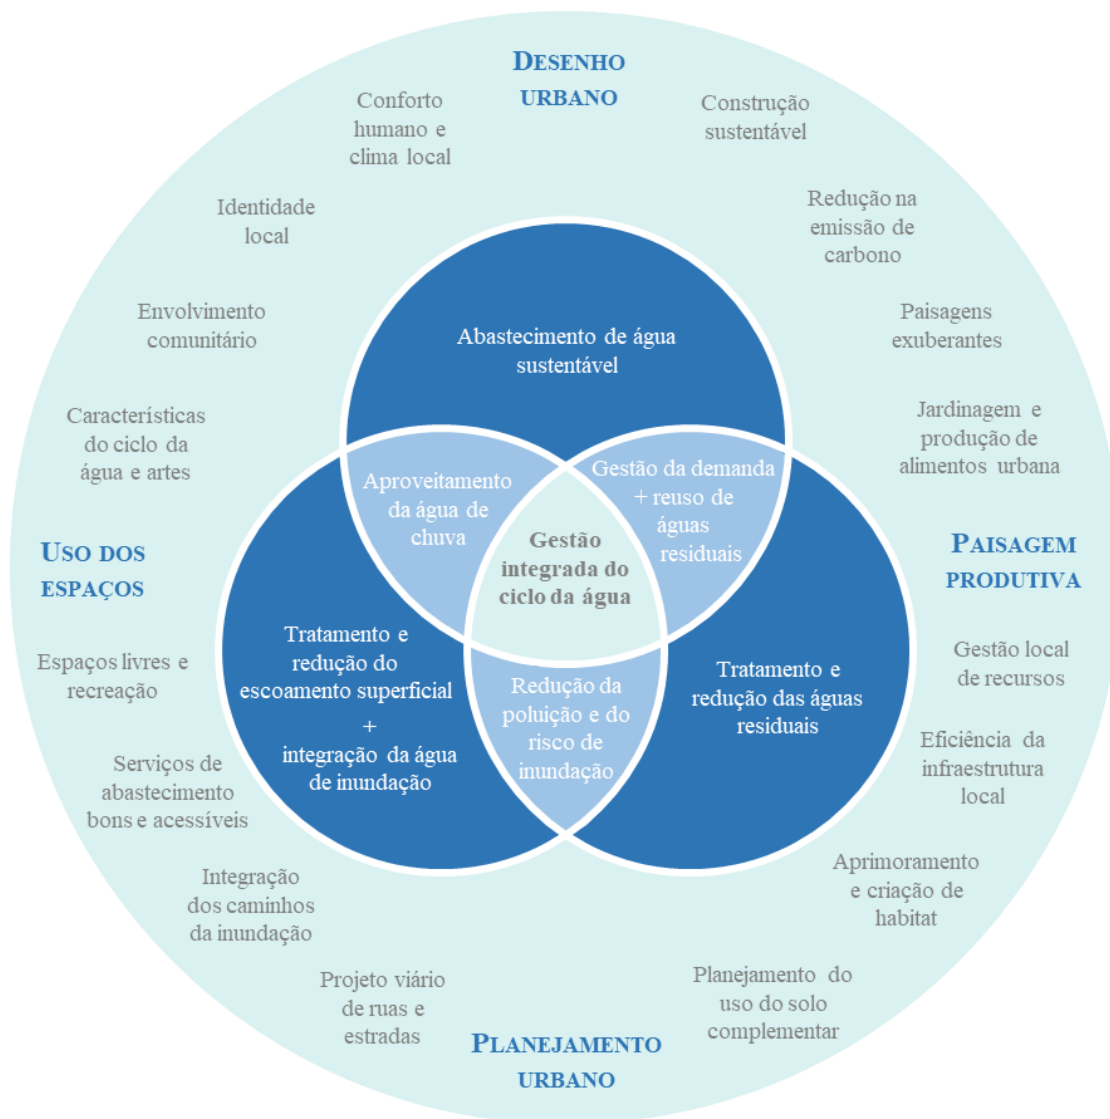 DESENHO
URBANO
Conforto
humano e
clima local
Construção
sustentável
Identidade
local
Redução na
emissão de
carbono
Envolvimento
comunitário
Paisagens
exuberantes
Abastecimento de água
sustentável
Características
do ciclo da
água e artes
Jardinagem e
produção de
alimentos urbana
Aproveitamento
da água de
chuva
Gestão da demanda
+ reuso de
águas
residuais
Gestão
integrada do
ciclo da água
USO DOS
ESPAÇOS
PAISAGEM
PRODUTIVA
Tratamento e
redução do
escoamento superficial
+
integração da água
de inundação
Redução da
poluição e do
risco de
inundação
Tratamento e
redução das águas
residuais
Espaços livres e
recreação
Gestão local
de recursos
Serviços de
abastecimento
bons e acessíveis
Eficiência da
infraestrutura
local
Integração
dos caminhos
da inundação
Aprimoramento
e criação de
habitat
Projeto viário
de ruas e
estradas
Planejamento do
uso do solo
complementar
PLANEJAMENTO
URBANO